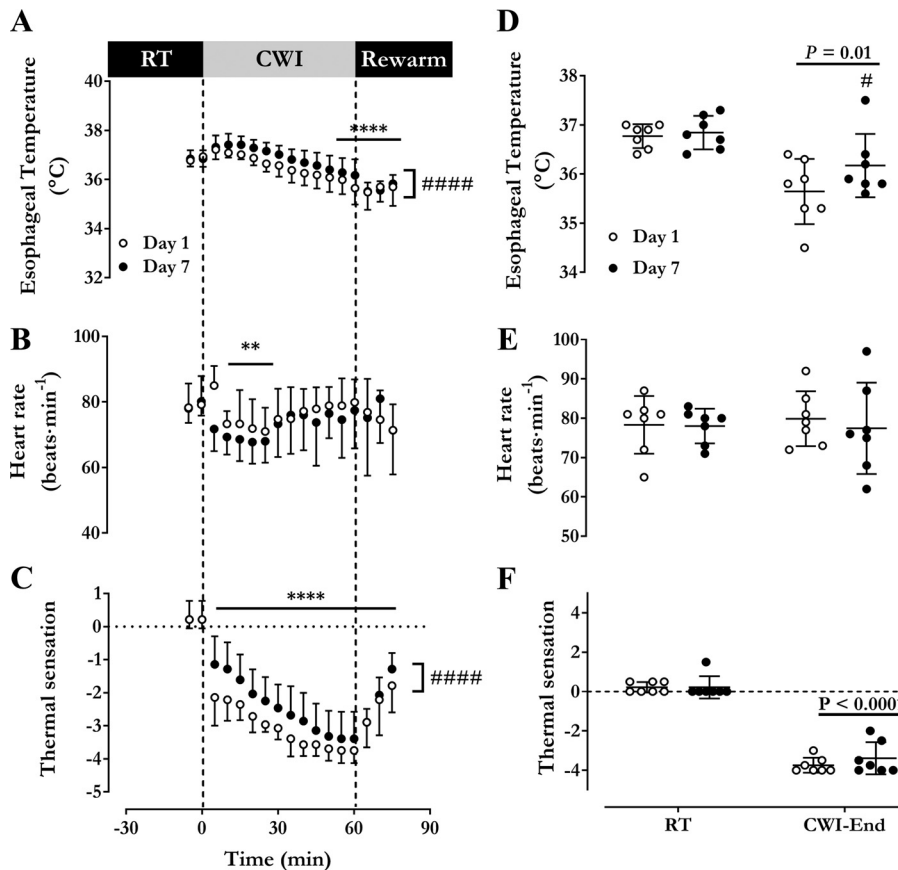 A
RT CWI Rewarm
Esophageal Temperature
(°C)
40
38
36
34
32
****
####
Day 1
Day 7
B
Heart rate
(beats·min-1)
100
80
60
40
**
C
Thermal sensation
1
0
-1
-2
-3
-4
-5
****
####
-30 0 30 60 90
Time (min)
D
Esophageal Temperature
(°C)
38
37
36
35
34
P = 0.01
#
Day 1
Day 7
E
Heart rate
(beats·min-1)
100
90
80
70
60
50
F
Thermal sensation
4
2
0
-2
-4
P < 0.000
RT CWI-End